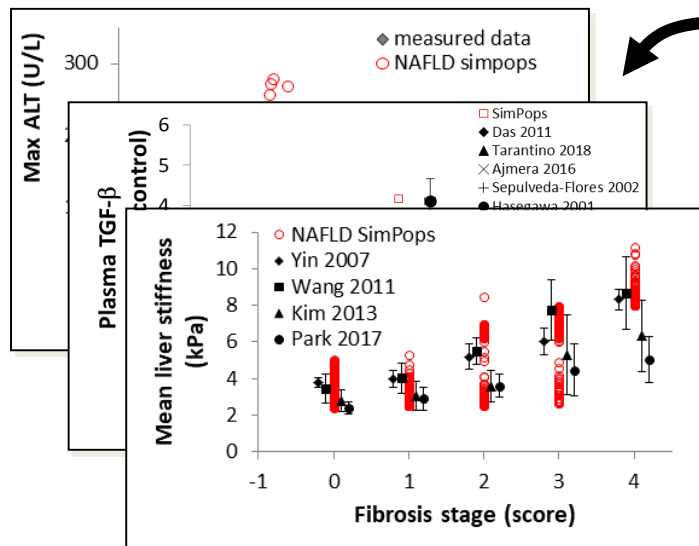 Max ALT (U/L)
300
measured data
NAFLD simpops
Plasma TGF-β
control)
6
5
4
SimPops
Das 2011
Tarantino 2018
Ajmera 2016
Sepulveda-Flores 2002
Hasegawa 2001
Mean liver stiffness
(kPa)
12
10
8
6
4
2
0
NAFLD SimPops
Yin 2007
Wang 2011
Kim 2013
Park 2017
-1 0 1 2 3 4
Fibrosis stage (score)